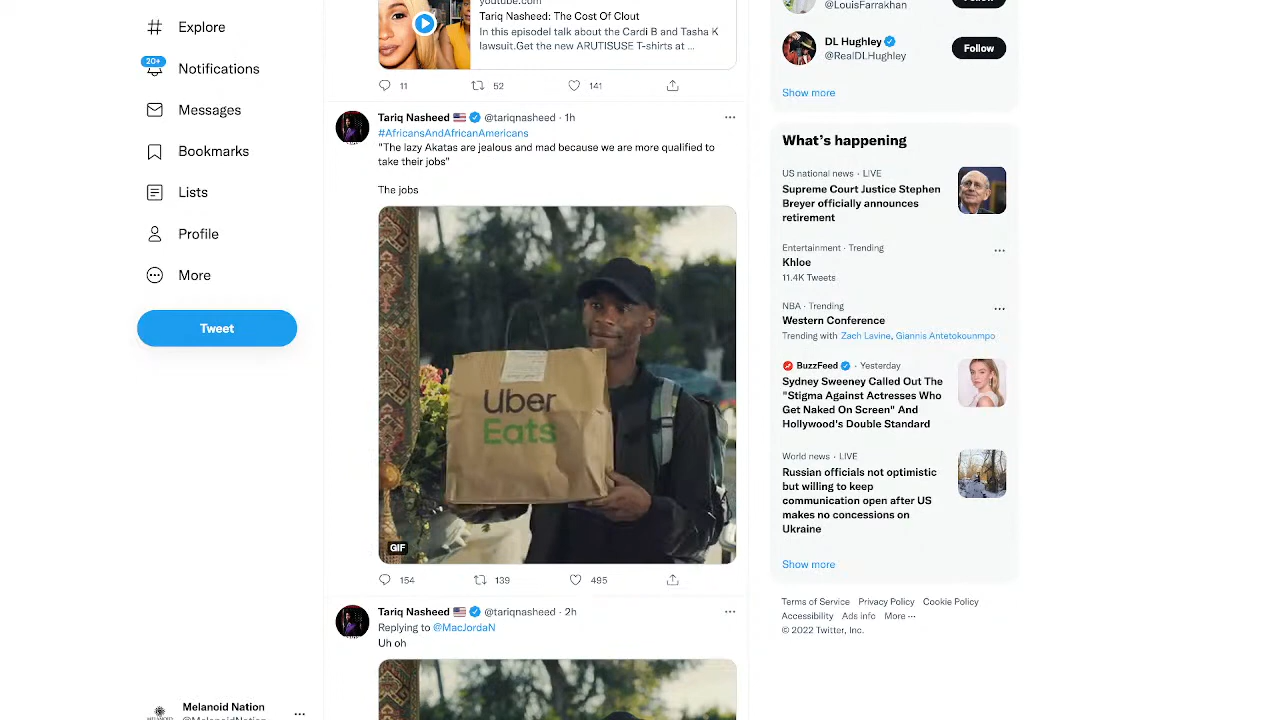 Explore
20+
Notifications
Messages
Bookmarks
Lists
Profile
More
Tweet
Melanoid Nation
youtube.com
Tariq Nasheed: The Cost Of Clout
In this episodeI talk about the Cardi B and Tasha K
lawsuit.Get the new ARUTISUSE T-shirts at ...
11 52 141
Tariq Nasheed @tariqnasheed · 1h
#AfricansAndAfricanAmericans
"The lazy Akatas are jealous and mad because we are more qualified to
take their jobs"
The jobs
Uber
Eats
GIF
154 139 495
Tariq Nasheed @tariqnasheed · 2h
Replying to @MacJordaN
Uh oh
@LouisFarrakhan
DL Hughley
@RealDLHughley
Follow
Show more
What's happening
US national news · LIVE
Supreme Court Justice Stephen
Breyer officially announces
retirement
Entertainment · Trending
Khloe
11.4K Tweets
NBA · Trending
Western Conference
Trending with Zach Lavine, Giannis Antetokounmpo
BuzzFeed · Yesterday
Sydney Sweeney Called Out The
"Stigma Against Actresses Who
Get Naked On Screen" And
Hollywood's Double Standard
World news · LIVE
Russian officials not optimistic
but willing to keep
communication open after US
makes no concessions on
Ukraine
Show more
Terms of Service Privacy Policy Cookie Policy
Accessibility Ads info More ···
© 2022 Twitter, Inc.